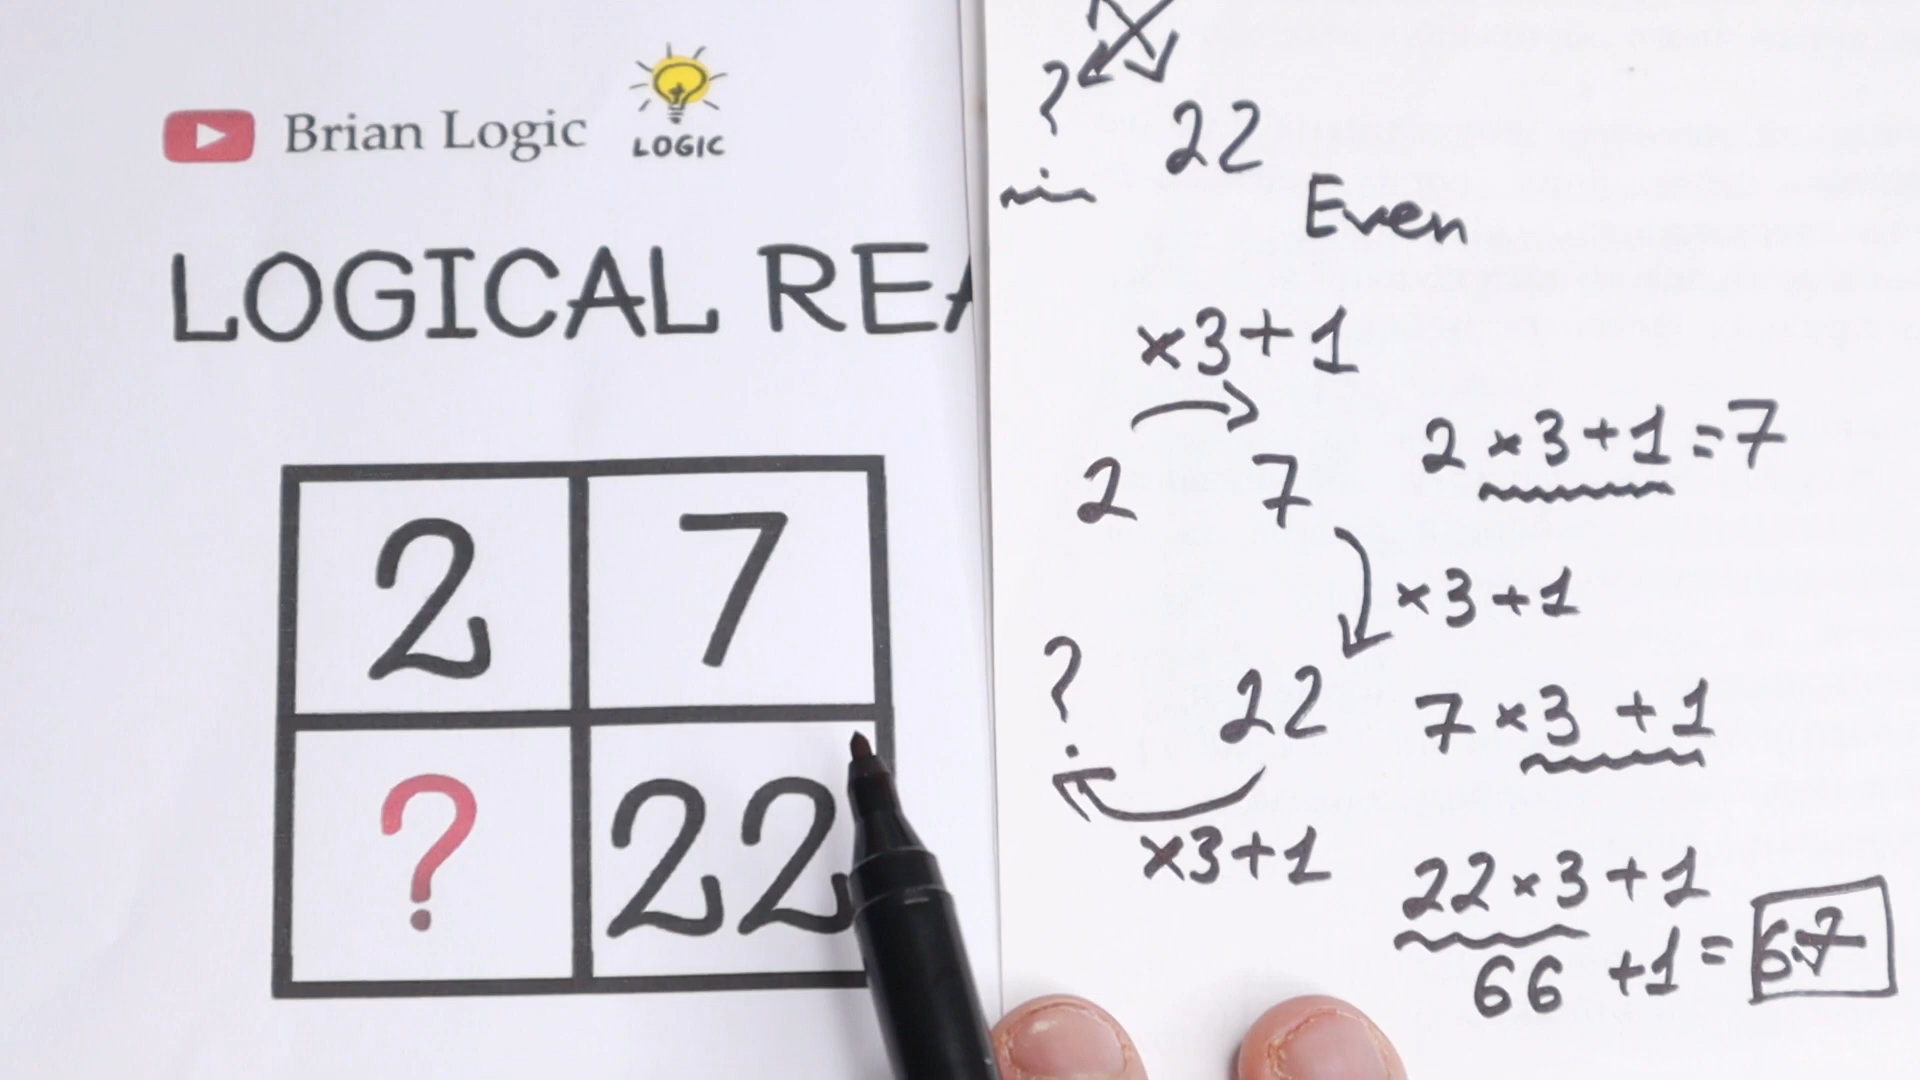 Brian Logic
LOGIC
LOGICAL REA
2 7
? 22
? 22
Even
×3+1
2 7
2 ×3+1=7
×3+1
? 22
7 ×3 +1
×3+1
22×3+1
66 +1 = 67